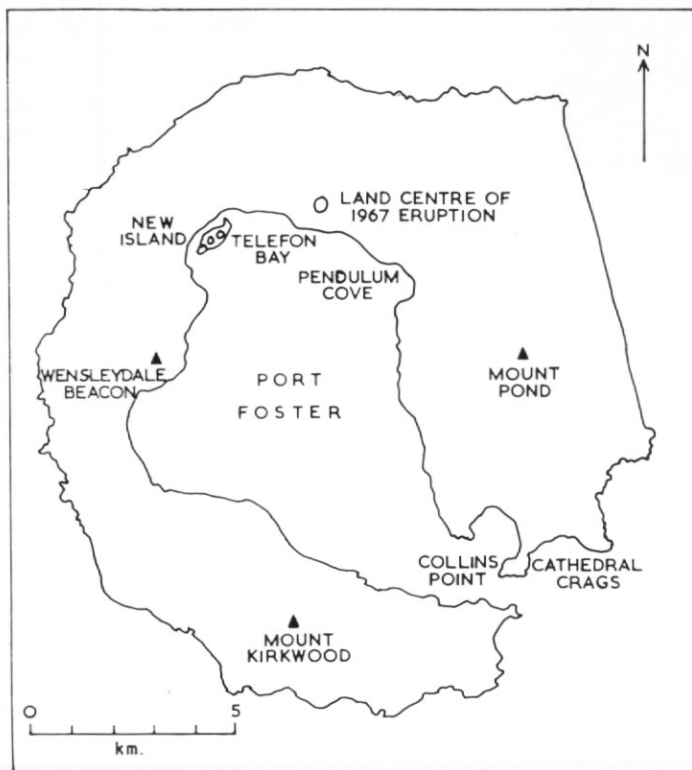 N
LAND CENTRE OF
1967 ERUPTION
NEW
ISLAND
TELEFON
BAY
PENDULUM
COVE
WENSLEYDALE
BEACON
PORT
FOSTER
MOUNT
POND
COLLINS
POINT
CATHEDRAL
CRAGS
MOUNT
KIRKWOOD
0 5
km.